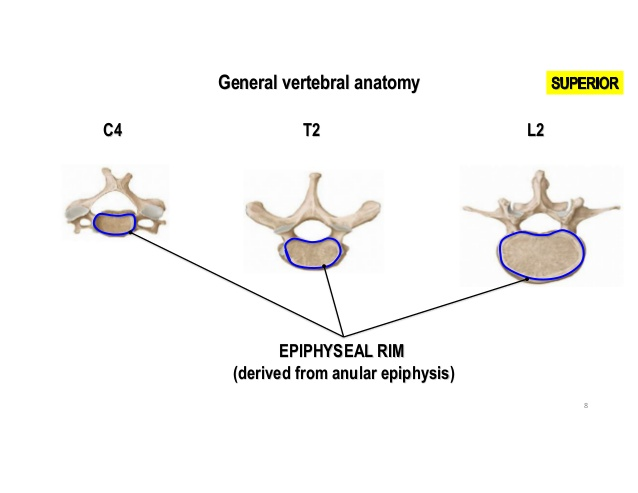 General vertebral anatomy
SUPERIOR
C4
T2
L2
EPIPHYSEAL RIM
(derived from anular epiphysis)
8